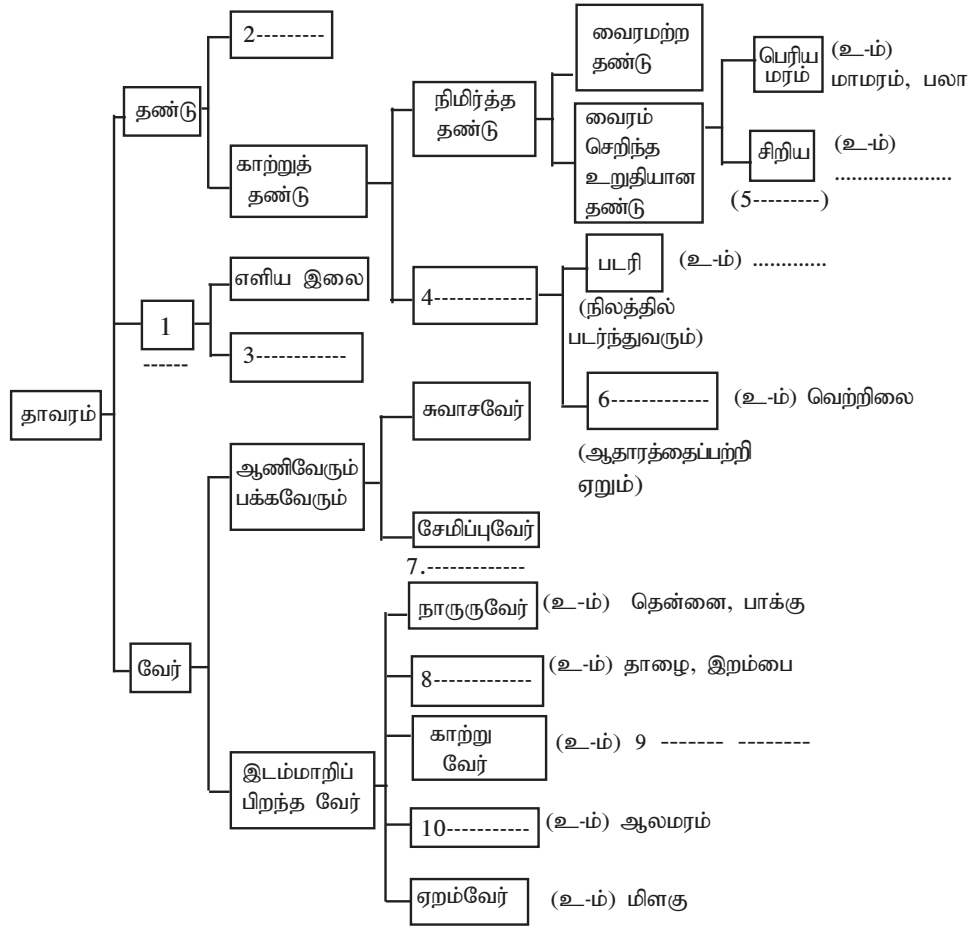 2---------
வைரமற்ற
தண்டு
பெரிய
மரம்
(உ-ம்)
மாமரம், பலா
தண்டு
நிமிர்த்த
தண்டு
வைரம்
செறிந்த
உறுதியான
தண்டு
காற்றுத்
தண்டு
சிறிய
(உ-ம்)
.....................
(5---------)
எளிய இலை
படரி
(உ-ம்) .............
1
------
4-------------
(நிலத்தில்
படர்ந்துவரும்)
3------------
தாவரம்
சுவாசவேர்
6-------------
(உ-ம்) வெற்றிலை
(ஆதாரத்தைப்பற்றி
ஏறும்)
ஆணிவேரும்
பக்கவேரும்
சேமிப்புவேர்
7.-------------
நாருருவேர்
(உ-ம்) தென்னை, பாக்கு
வேர்
8-------------
(உ-ம்) தாழை, இறம்பை
காற்று
வேர்
(உ-ம்) 9 ------- --------
இடம்மாறிப்
பிறந்த வேர்
10-----------
(உ-ம்) ஆலமரம்
ஏறம்வேர்
(உ-ம்) மிளகு